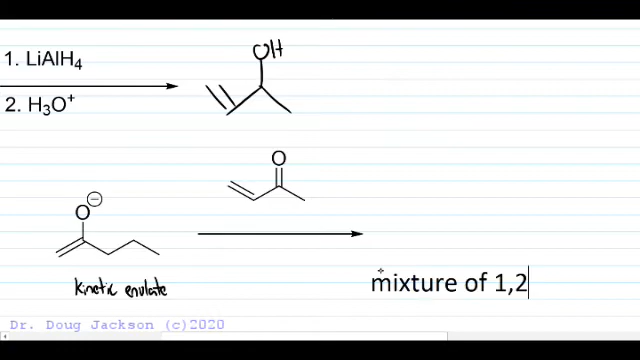 1. LiAlH₄
2. H₃O⁺
OH
O
O⊖
kinetic enolate
mixture of 1,2
Dr. Doug Jackson (c)2020